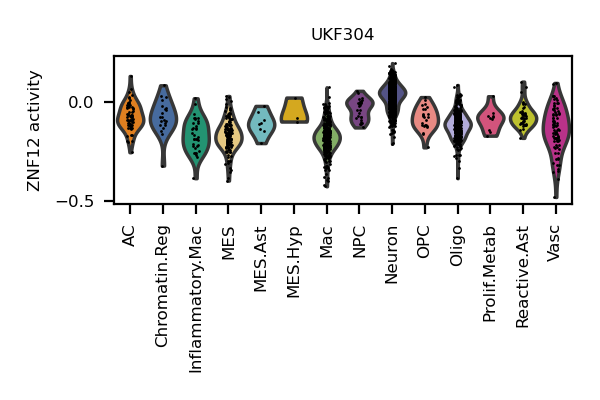 UKF304
ZNF12 activity
0.0
−0.5
AC
Chromatin.Reg
Inflammatory.Mac
MES
MES.Ast
MES.Hyp
Mac
NPC
Neuron
OPC
Oligo
Prolif.Metab
Reactive.Ast
Vasc